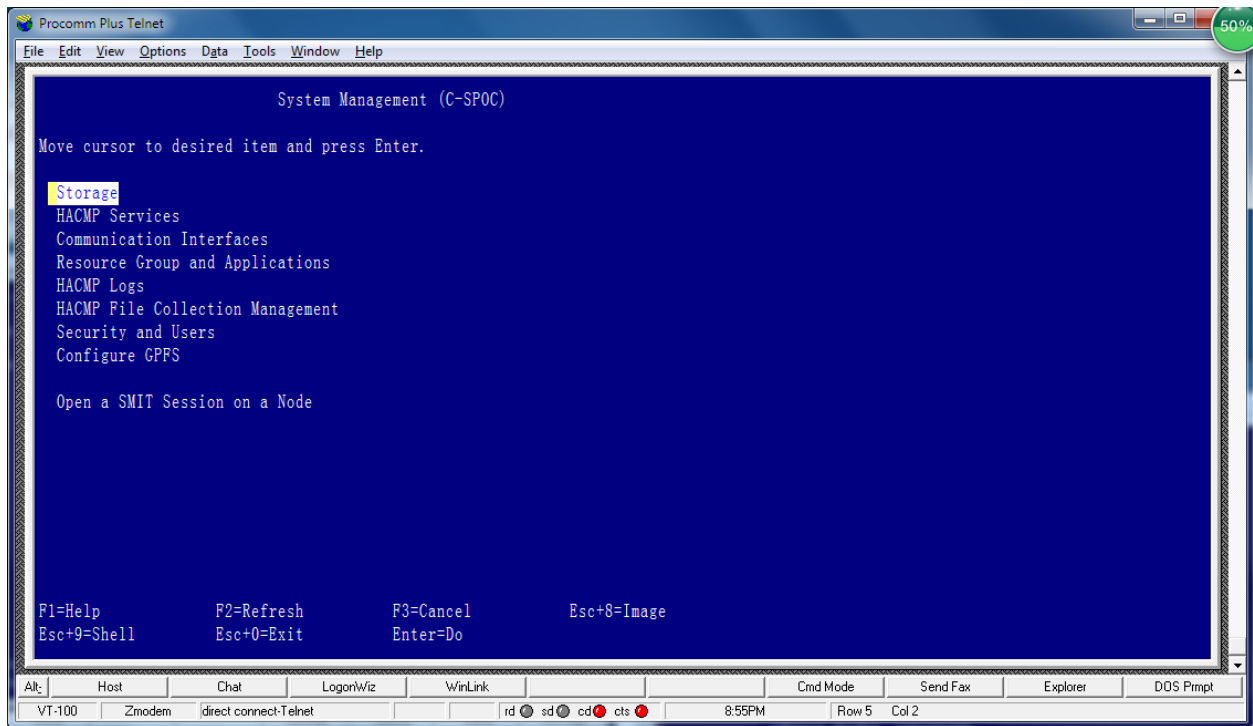 Procomm Plus Telnet
50%
File Edit View Options Data Tools Window Help
System Management (C-SPOC)
Move cursor to desired item and press Enter.
Storage
HACMP Services
Communication Interfaces
Resource Group and Applications
HACMP Logs
HACMP File Collection Management
Security and Users
Configure GPFS
Open a SMIT Session on a Node
F1=Help F2=Refresh F3=Cancel Esc+8=Image
Esc+9=Shell Esc+0=Exit Enter=Do
Alt- Host Chat LogonWiz WinLink Cmd Mode Send Fax Explorer DOS Prmpt
VT-100 Zmodem direct connect-Telnet rd sd cd cts 8:55PM Row 5 Col 2